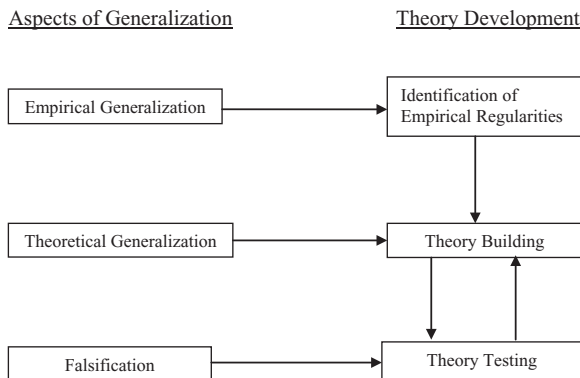 Aspects of Generalization
Theory Development
Empirical Generalization
Identification of
Empirical Regularities
Theoretical Generalization
Theory Building
Falsification
Theory Testing